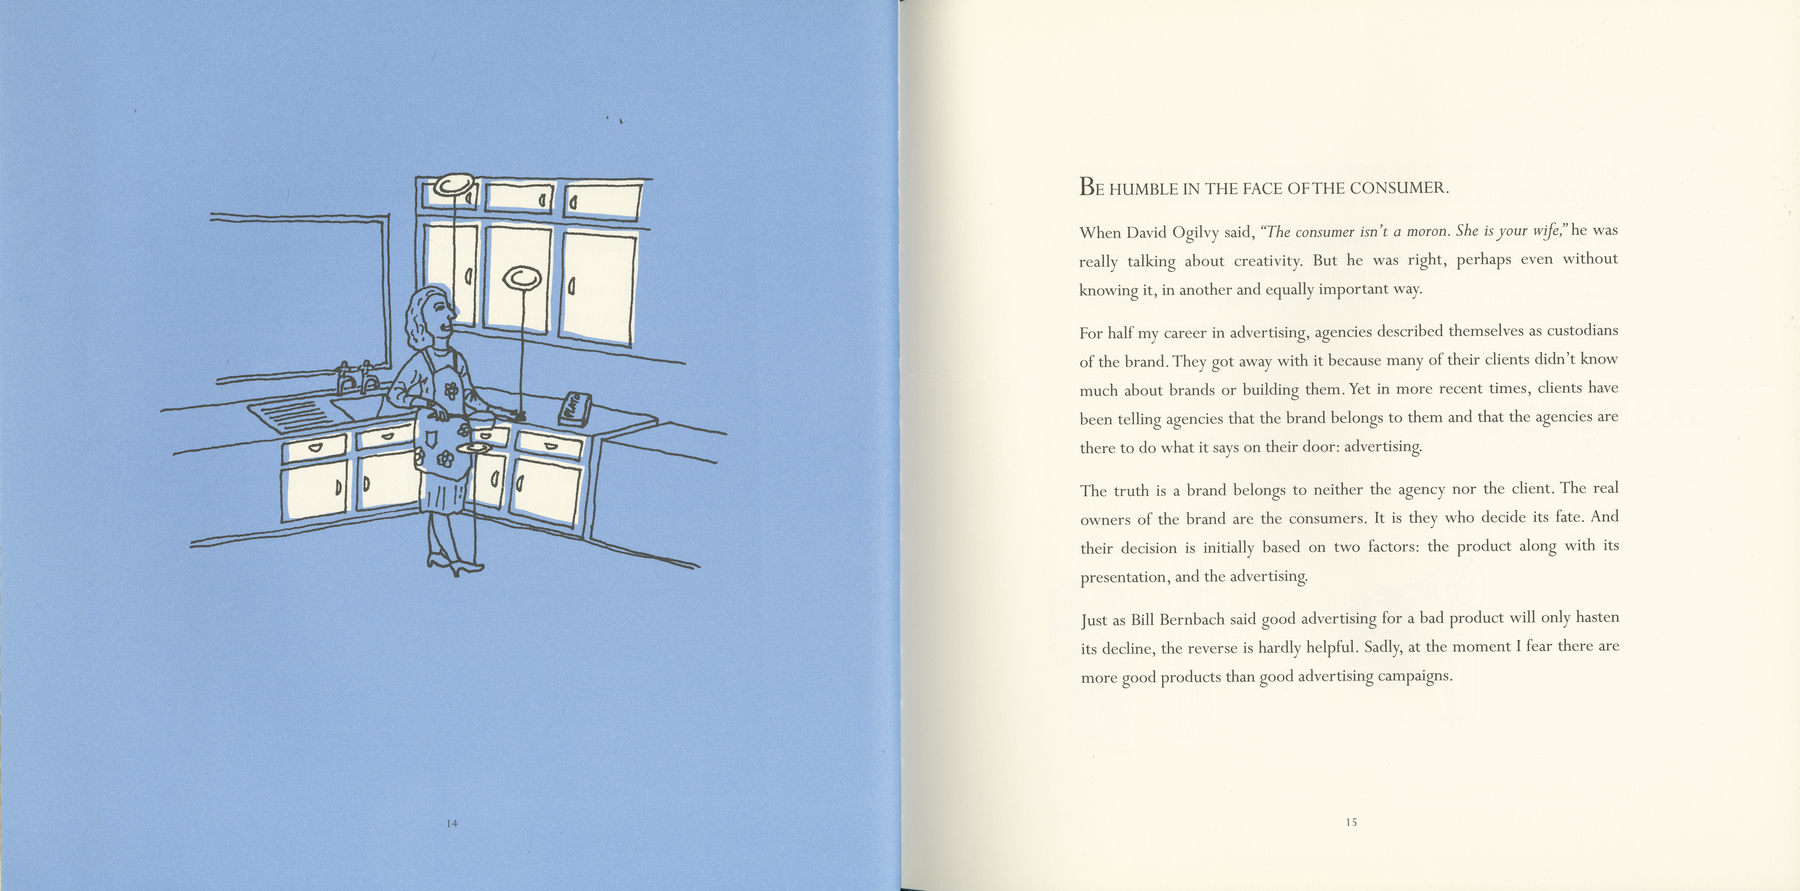 PLATO
14
BE HUMBLE IN THE FACE OF THE CONSUMER.
When David Ogilvy said, “The consumer isn’t a moron. She is your wife,” he was
really talking about creativity. But he was right, perhaps even without
knowing it, in another and equally important way.
For half my career in advertising, agencies described themselves as custodians
of the brand. They got away with it because many of their clients didn’t know
much about brands or building them. Yet in more recent times, clients have
been telling agencies that the brand belongs to them and that the agencies are
there to do what it says on their door: advertising.
The truth is a brand belongs to neither the agency nor the client. The real
owners of the brand are the consumers. It is they who decide its fate. And
their decision is initially based on two factors: the product along with its
presentation, and the advertising.
Just as Bill Bernbach said good advertising for a bad product will only hasten
its decline, the reverse is hardly helpful. Sadly, at the moment I fear there are
more good products than good advertising campaigns.
15